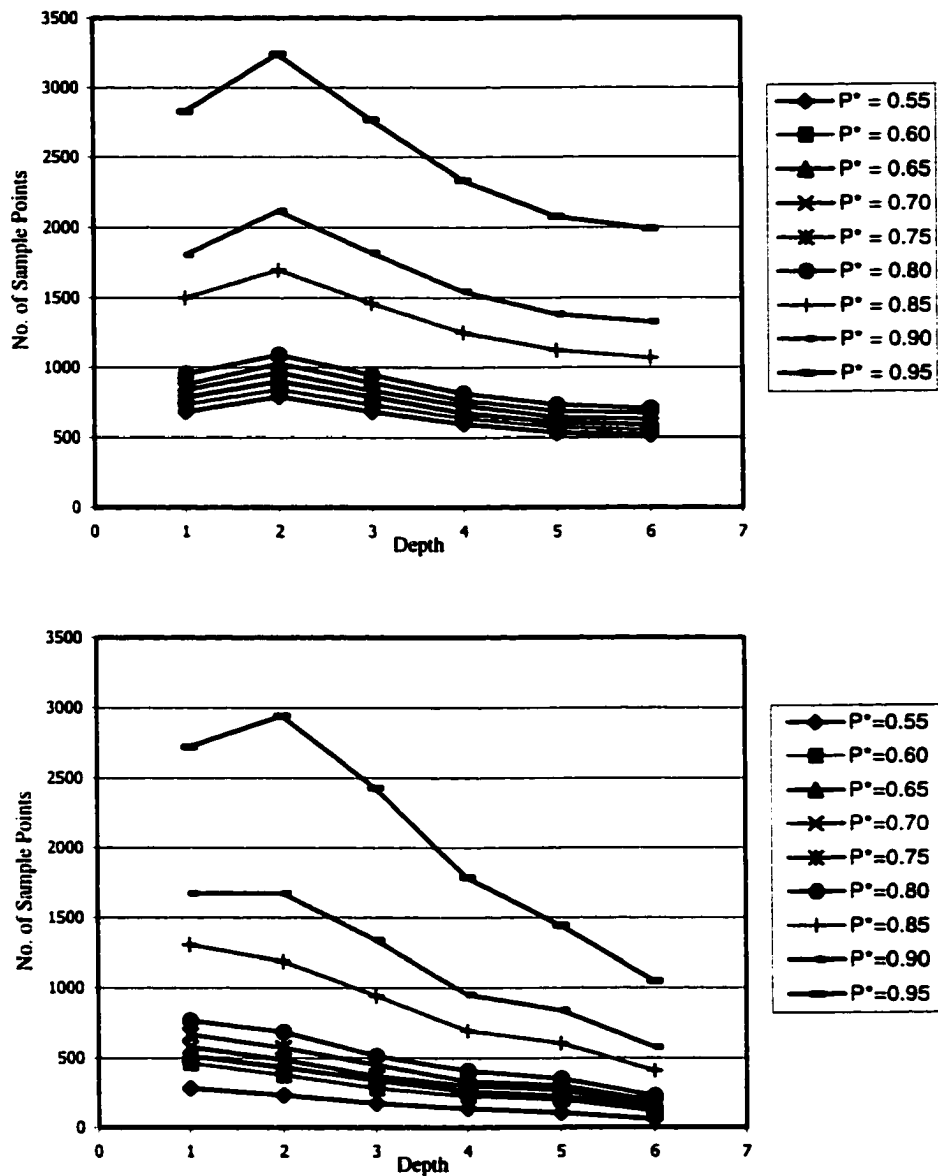 3500
3000
2500
2000
1500
1000
500
0
No. of Sample Points
0 1 2 3 4 5 6 7
Depth
P* = 0.55
P* = 0.60
P* = 0.65
P* = 0.70
P* = 0.75
P* = 0.80
P* = 0.85
P* = 0.90
P* = 0.95
3500
3000
2500
2000
1500
1000
500
0
No. of Sample Points
0 1 2 3 4 5 6 7
Depth
P*=0.55
P*=0.60
P*=0.65
P*=0.70
P*=0.75
P*=0.80
P*=0.85
P*=0.90
P*=0.95